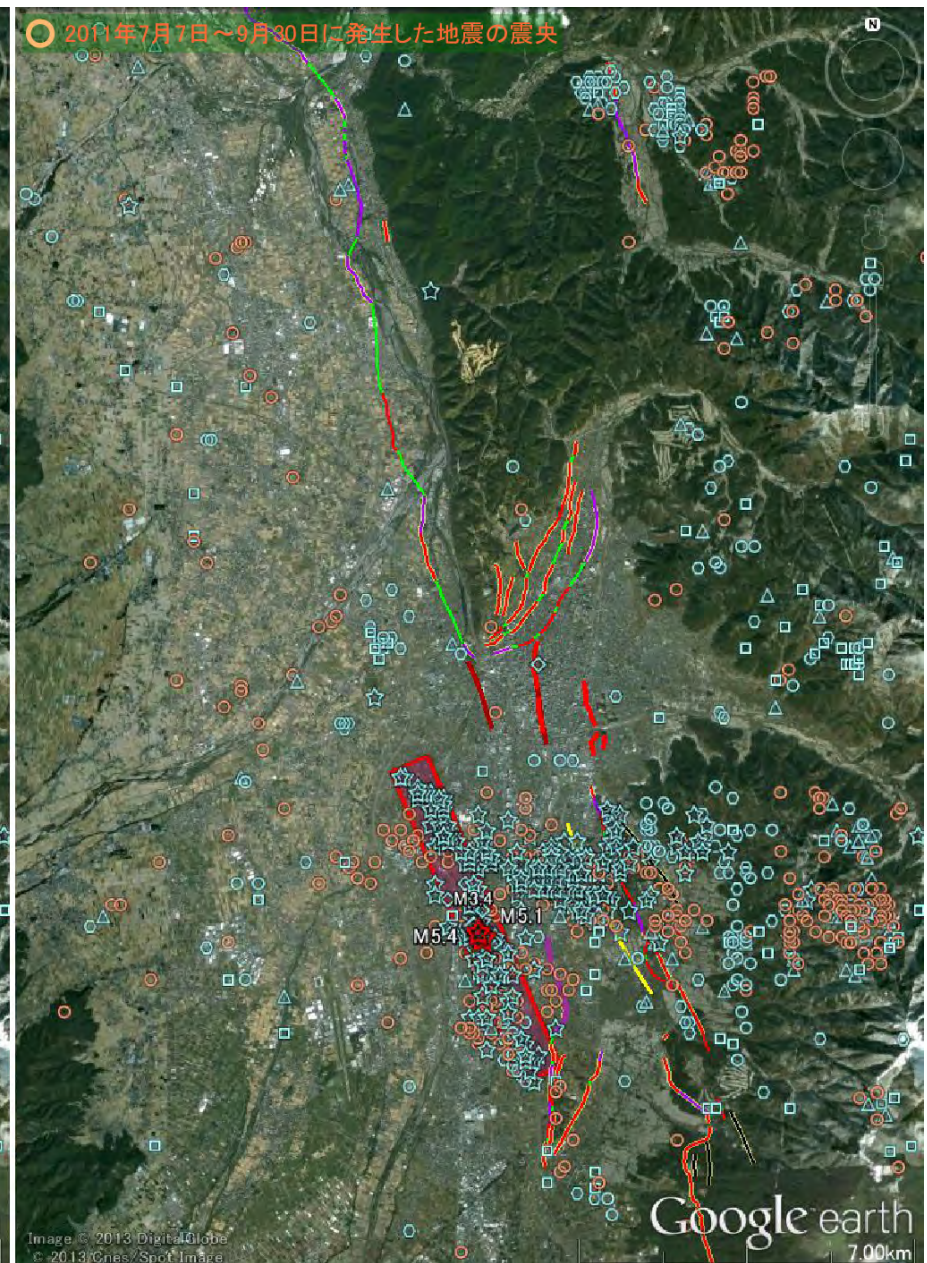 2011年7月7日～9月30日に発生した地震の震央
N
M3.4
M5.1
M5.4
Google earth
Image © 2013 DigitalGlobe
© 2013 Cnes/Spot Image
7.00km